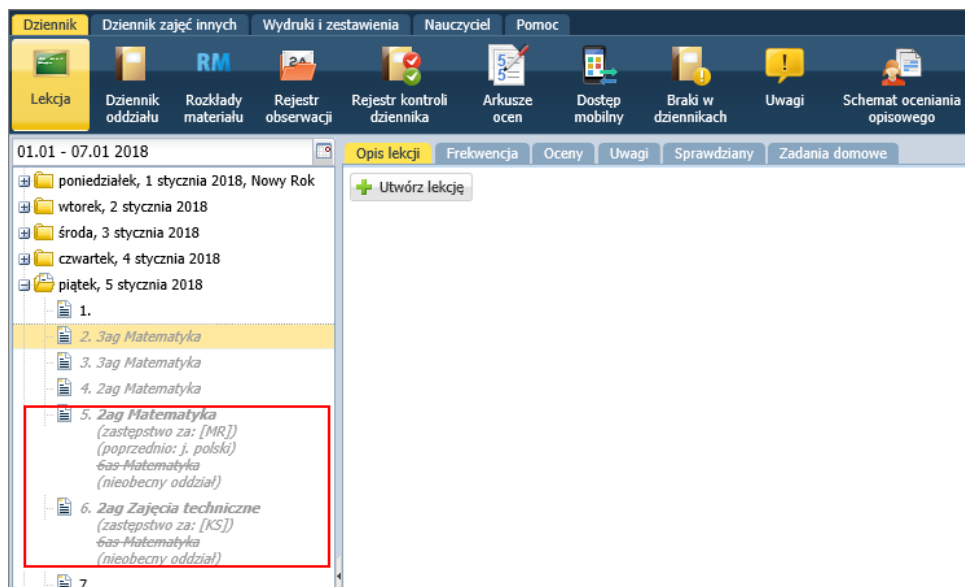 Dziennik Dziennik zajęć innych Wydruki i zestawienia Nauczyciel Pomoc
RM 2A 5 5 5 !
Lekcja Dziennik oddziału Rozkłady materiału Rejestr obserwacji Rejestr kontroli dziennika Arkusze ocen Dostęp mobilny Braki w dziennikach Uwagi Schemat oceniania opisowego
01.01 - 07.01 2018
Opis lekcji Frekwencja Oceny Uwagi Sprawdziany Zadania domowe
Utwórz lekcję
poniedziałek, 1 stycznia 2018, Nowy Rok
wtorek, 2 stycznia 2018
środa, 3 stycznia 2018
czwartek, 4 stycznia 2018
piątek, 5 stycznia 2018
1.
2. 3ag Matematyka
3. 3ag Matematyka
4. 2ag Matematyka
5. 2ag Matematyka
(zastępstwo za: [MR])
(poprzednio: j. polski)
6as Matematyka
(nieobecny oddział)
6. 2ag Zajęcia techniczne
(zastępstwo za: [KS])
6as Matematyka
(nieobecny oddział)
7